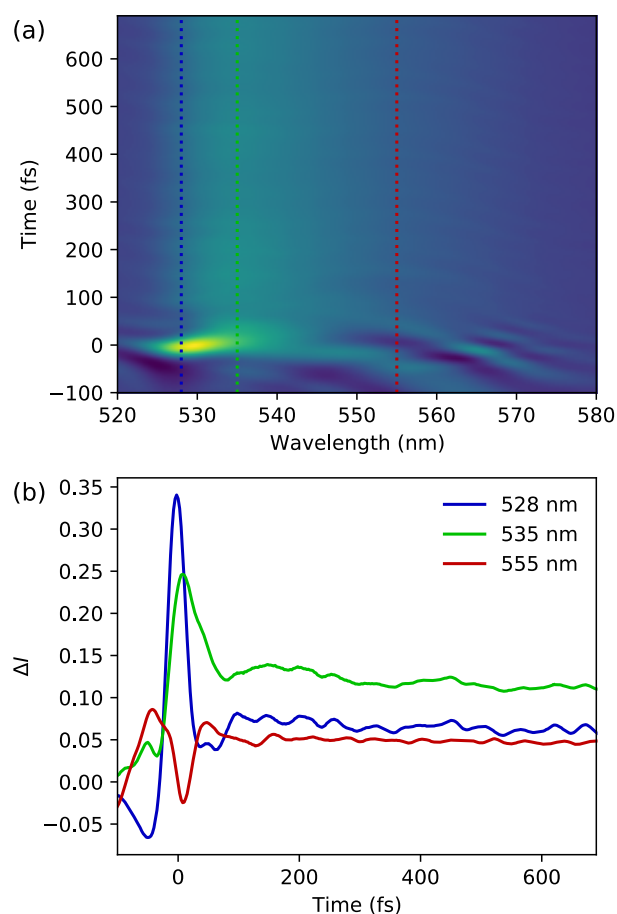 (a)
600
500
400
300
200
100
0
−100
Time (fs)
520 530 540 550 560 570 580
Wavelength (nm)
(b)
0.35
0.30
0.25
0.20
0.15
0.10
0.05
0.00
−0.05
ΔI
528 nm
535 nm
555 nm
0 200 400 600
Time (fs)